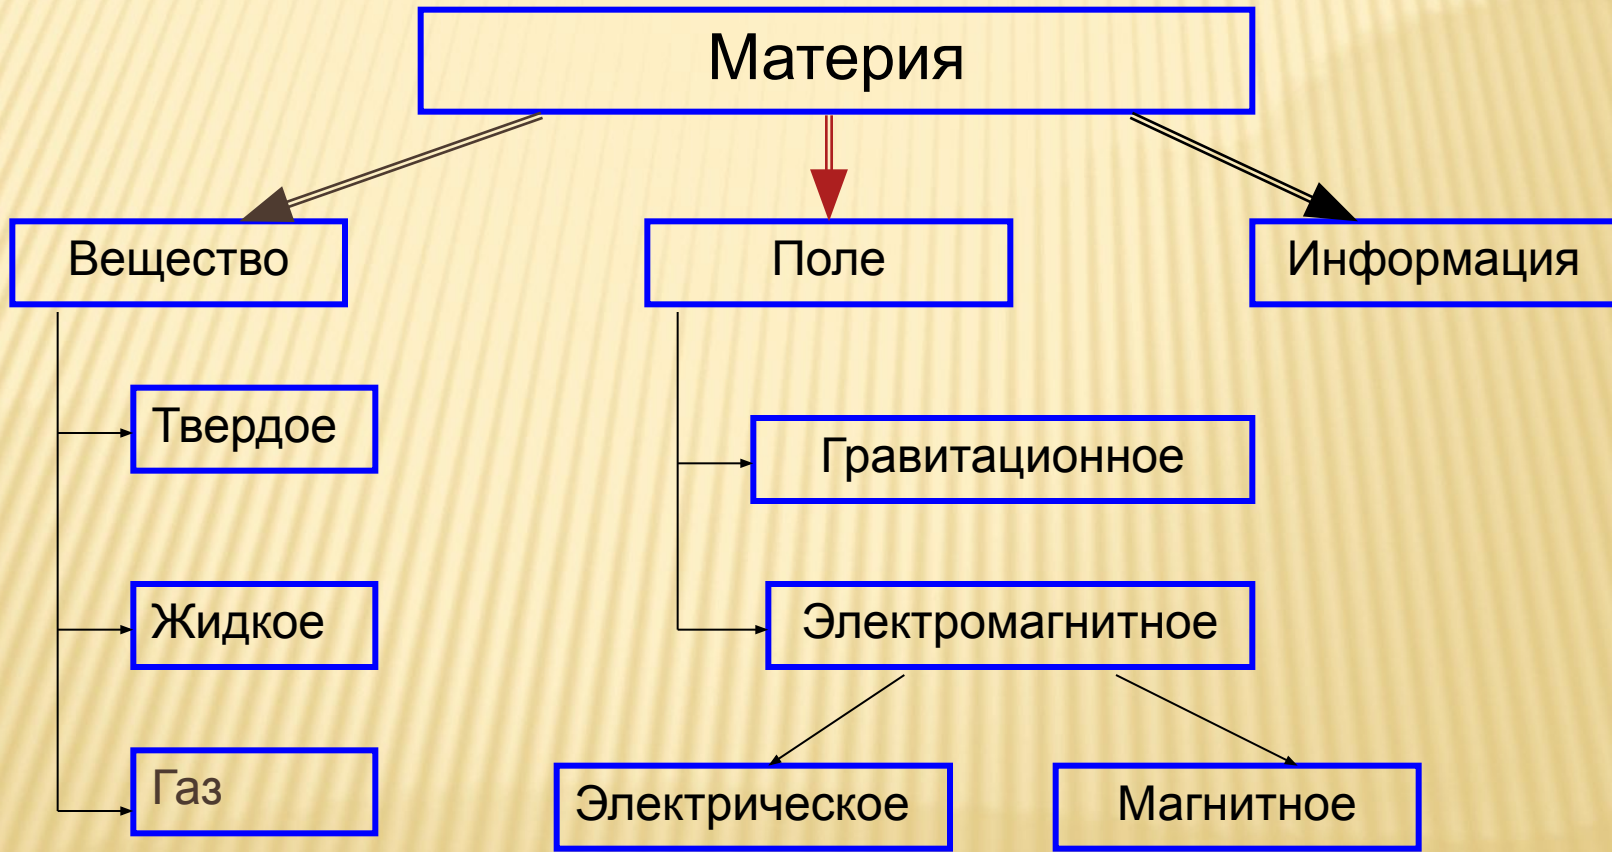 Материя
Вещество
Поле
Информация
Твердое
Гравитационное
Жидкое
Электромагнитное
Газ
Электрическое
Магнитное